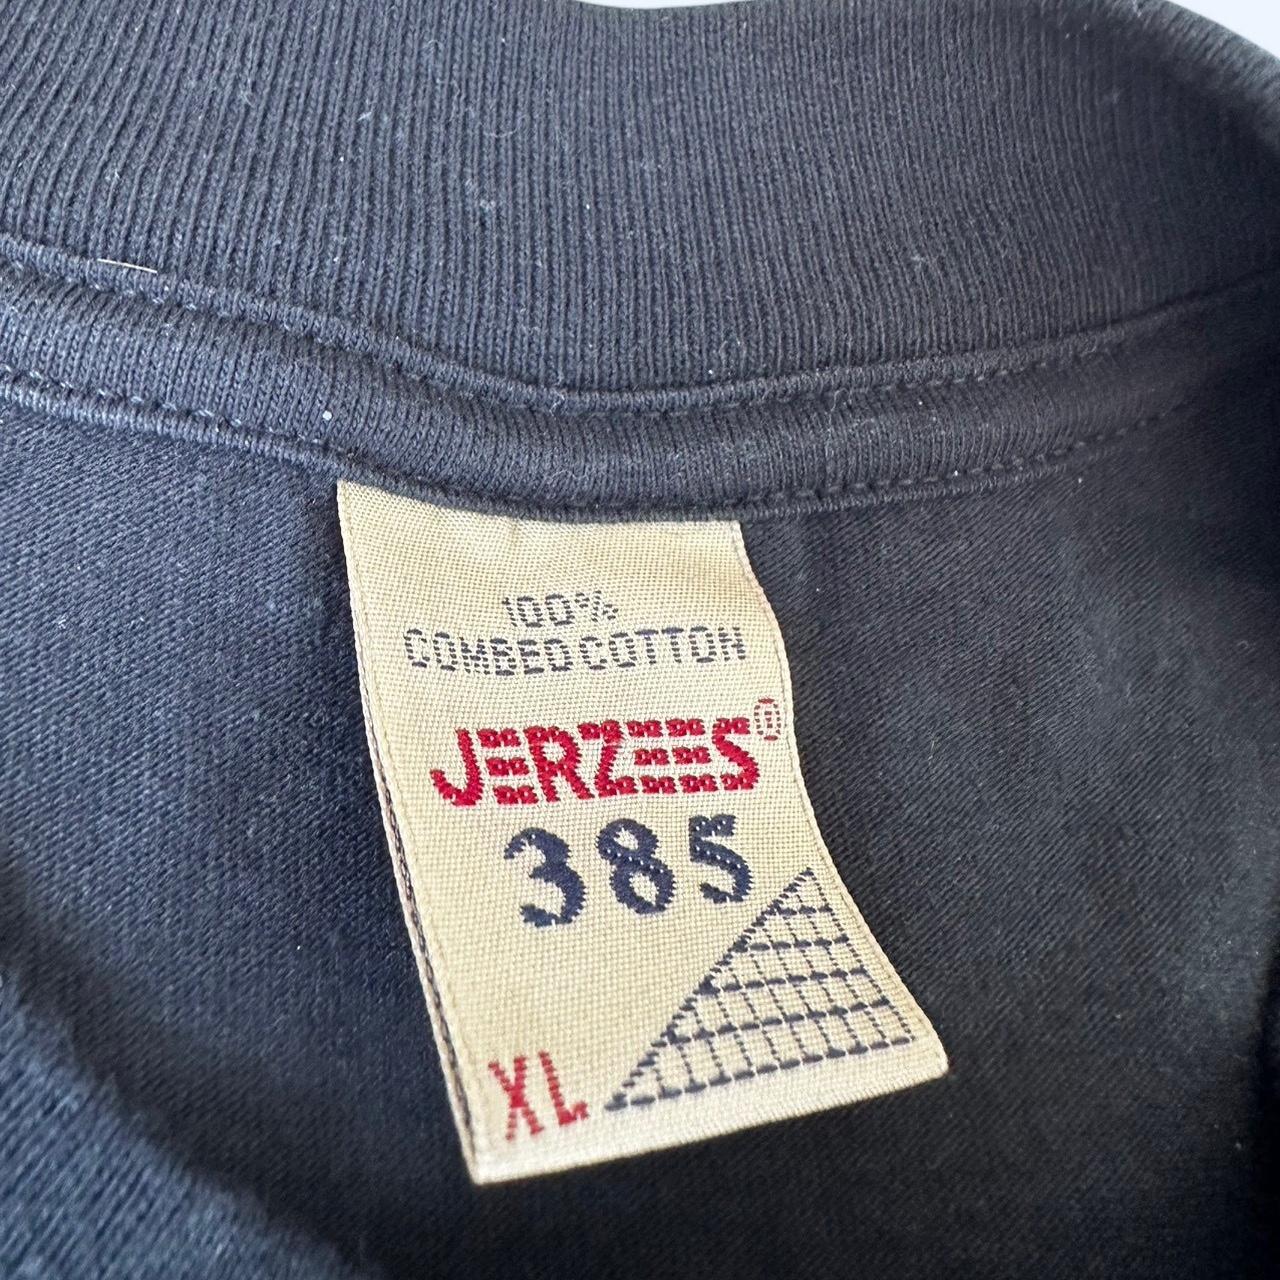 100%
COMBED COTTON
JERZEES®
385
XL